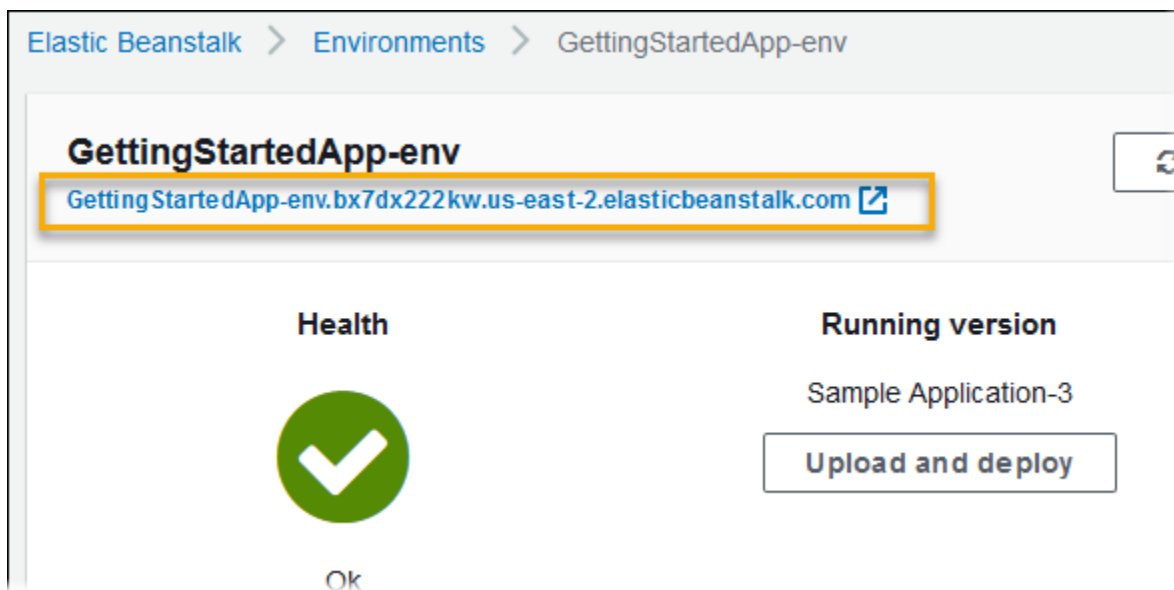 Elastic Beanstalk > Environments > GettingStartedApp-env
GettingStartedApp-env
GettingStartedApp-env.bx7dx222kw.us-east-2.elasticbeanstalk.com
Health
Running version
Sample Application-3
Upload and deploy
Ok